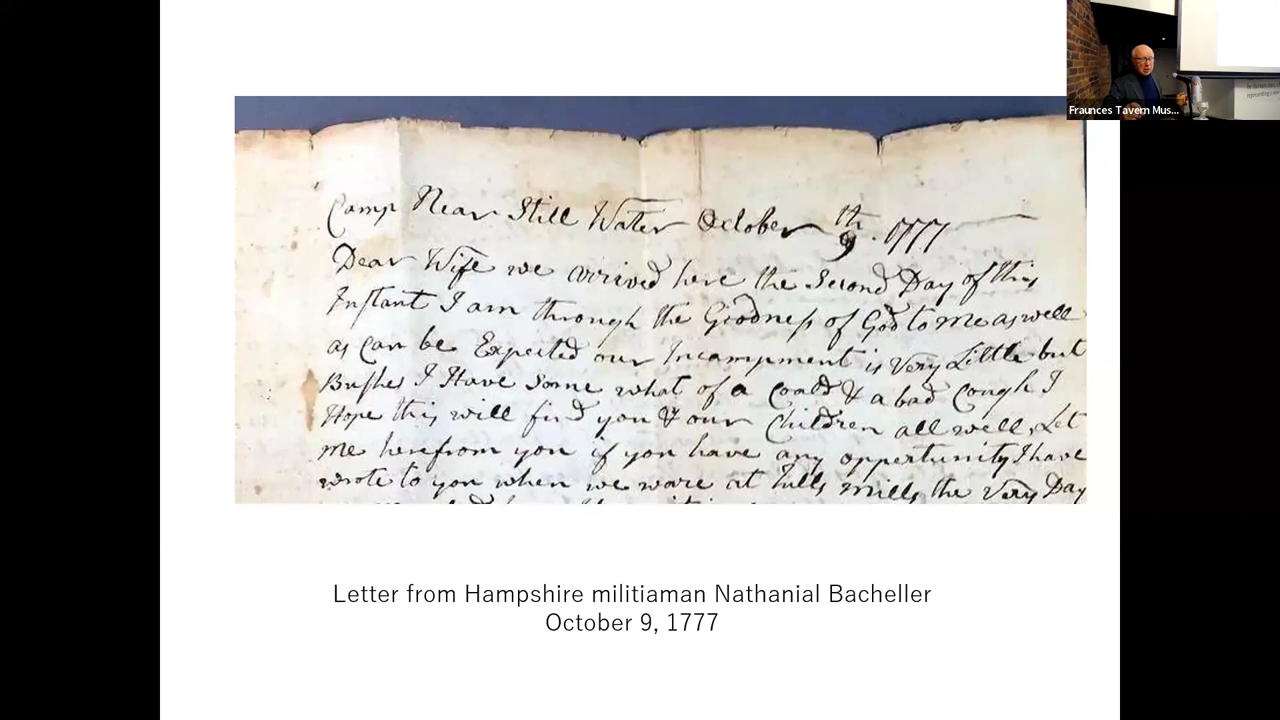 Fraunces Tavern Mus...
Camp Near Still Water October 9th. 1777
Dear Wife we arrived here the Second Day of this
Instant I am through the Goodness of God to me as well
as Can be Expected our Incampment is Very Little but
Bushes I Have Some what of a Coald & a bad Cough I
Hope this will find you & our Children all well, Let
me herefrom you if you have any opportunity I have
wrote to you when we ware at Fulls mills the Very Day
Letter from Hampshire militiaman Nathanial Bacheller
October 9, 1777